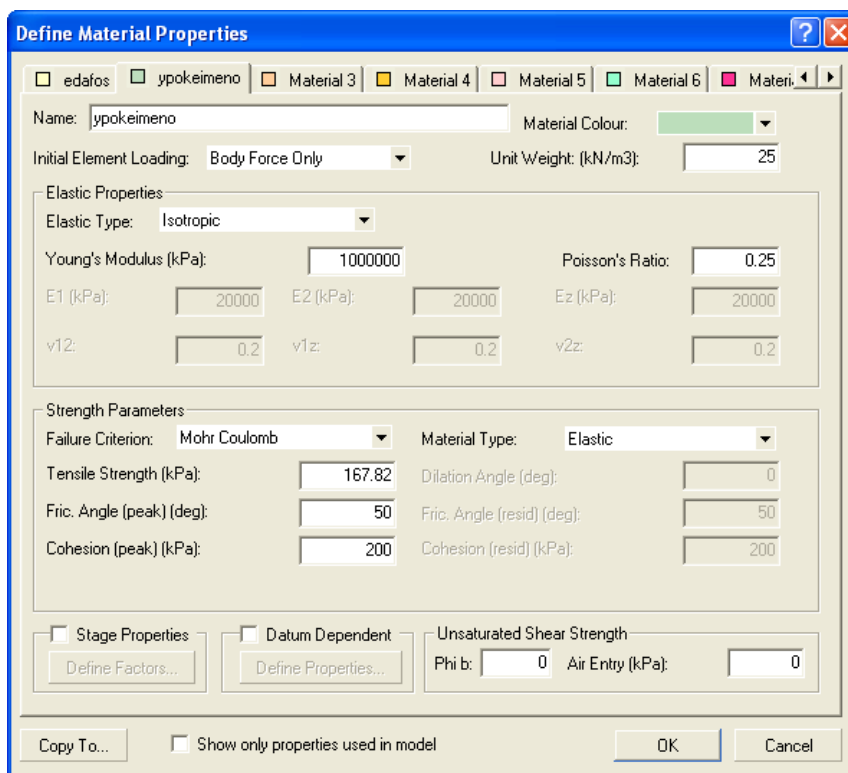 Define Material Properties
edafos ypokeimeno Material 3 Material 4 Material 5 Material 6 Materi
Name: ypokeimeno Material Colour:
Initial Element Loading: Body Force Only Unit Weight: (kN/m3): 25
Elastic Properties
Elastic Type: Isotropic
Young's Modulus (kPa): 1000000 Poisson's Ratio: 0.25
E1 (kPa): 20000 E2 (kPa): 20000 Ez (kPa): 20000
v12: 0.2 v1z: 0.2 v2z: 0.2
Strength Parameters
Failure Criterion: Mohr Coulomb Material Type: Elastic
Tensile Strength (kPa): 167.82 Dilation Angle (deg): 0
Fric. Angle (peak) (deg): 50 Fric. Angle (resid) (deg): 50
Cohesion (peak) (kPa): 200 Cohesion (resid) (kPa): 200
Stage Properties Datum Dependent Unsaturated Shear Strength
Define Factors... Define Properties... Phi b: 0 Air Entry (kPa): 0
Copy To... Show only properties used in model OK Cancel